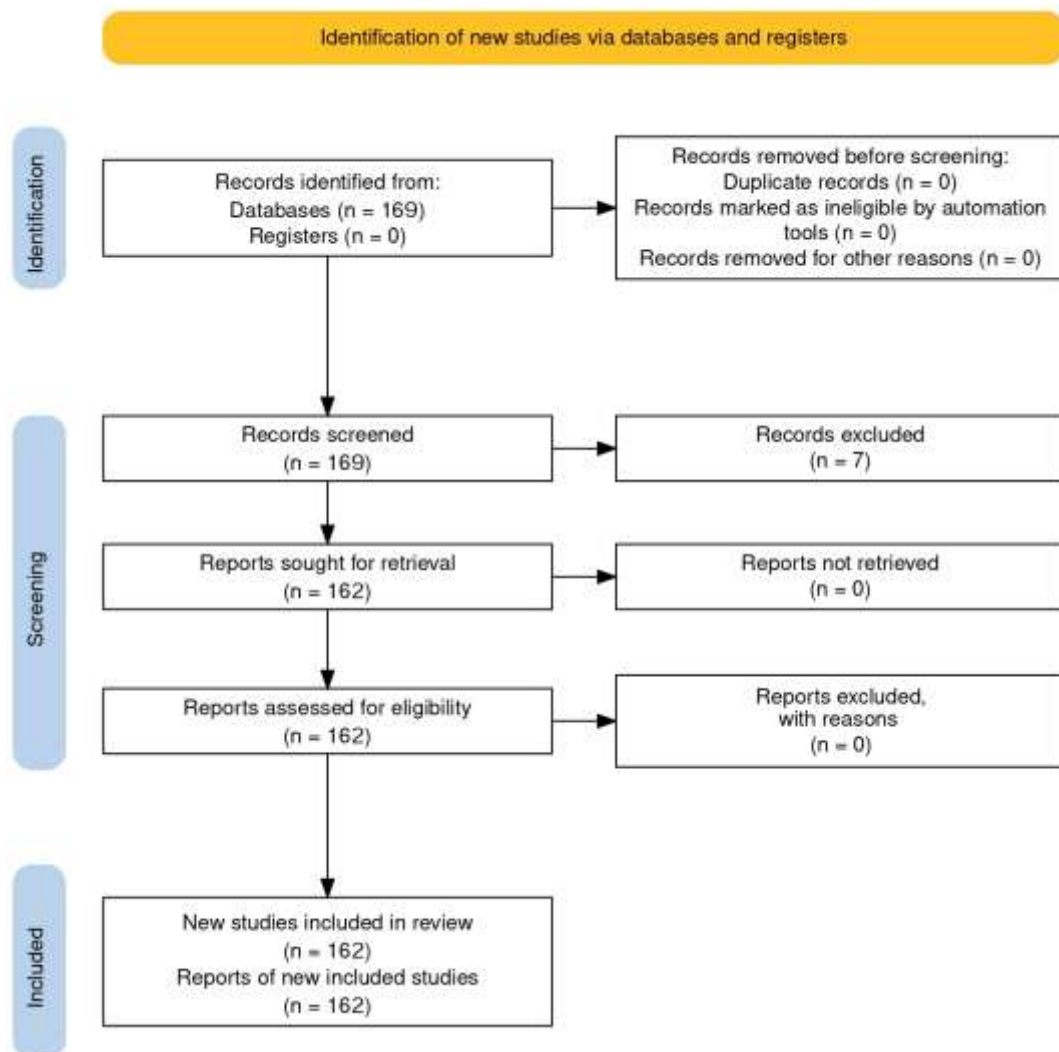 Identification of new studies via databases and registers
Identification
Records identified from:
Databases (n = 169)
Registers (n = 0)
Records removed before screening:
Duplicate records (n = 0)
Records marked as ineligible by automation
tools (n = 0)
Records removed for other reasons (n = 0)
Screening
Records screened
(n = 169)
Records excluded
(n = 7)
Reports sought for retrieval
(n = 162)
Reports not retrieved
(n = 0)
Reports assessed for eligibility
(n = 162)
Reports excluded,
with reasons
(n = 0)
Included
New studies included in review
(n = 162)
Reports of new included studies
(n = 162)